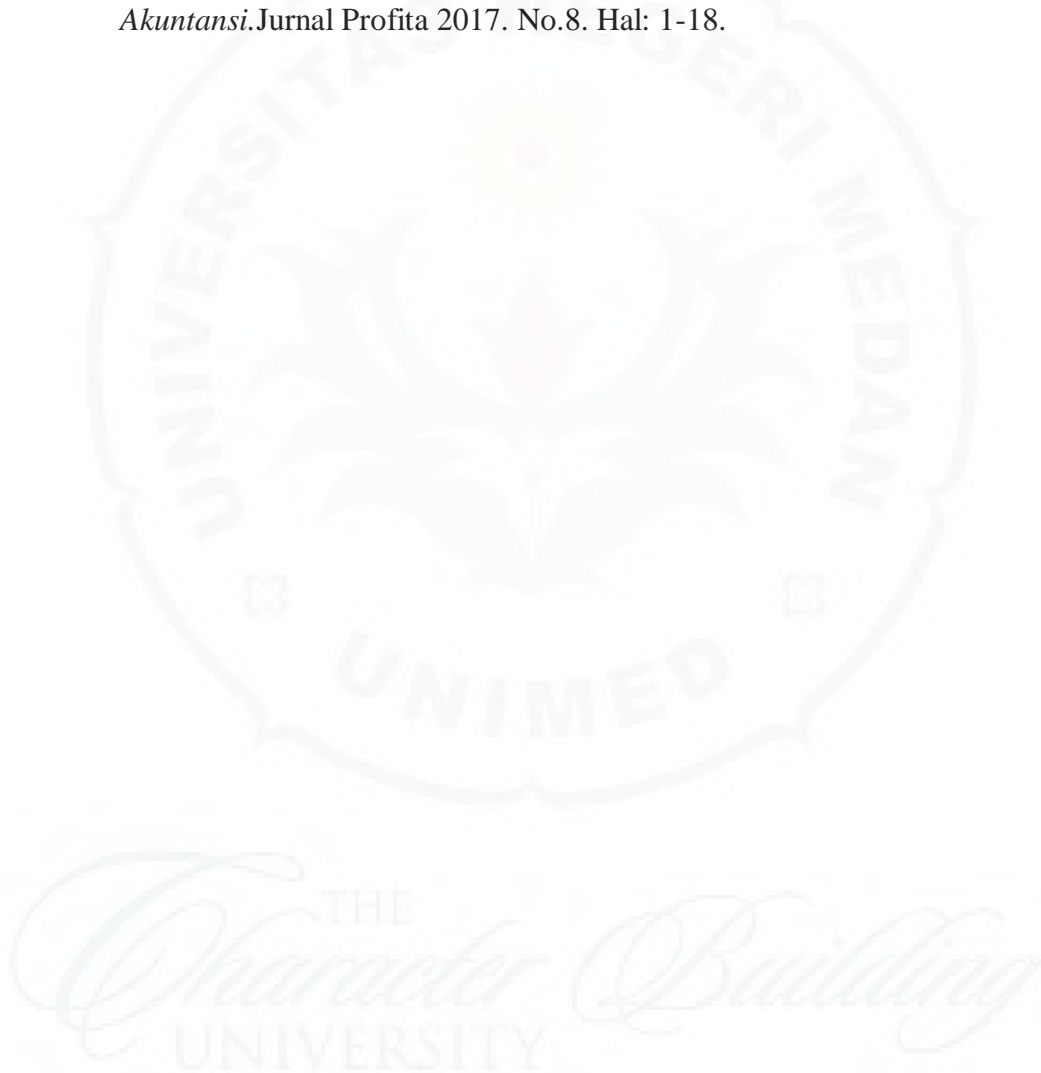 Akuntansi.Jurnal Profita 2017. No.8. Hal: 1-18.
UNIVERSITAS NEGERI MEDAN
UNIMED
THE
Character Building
UNIVERSITY